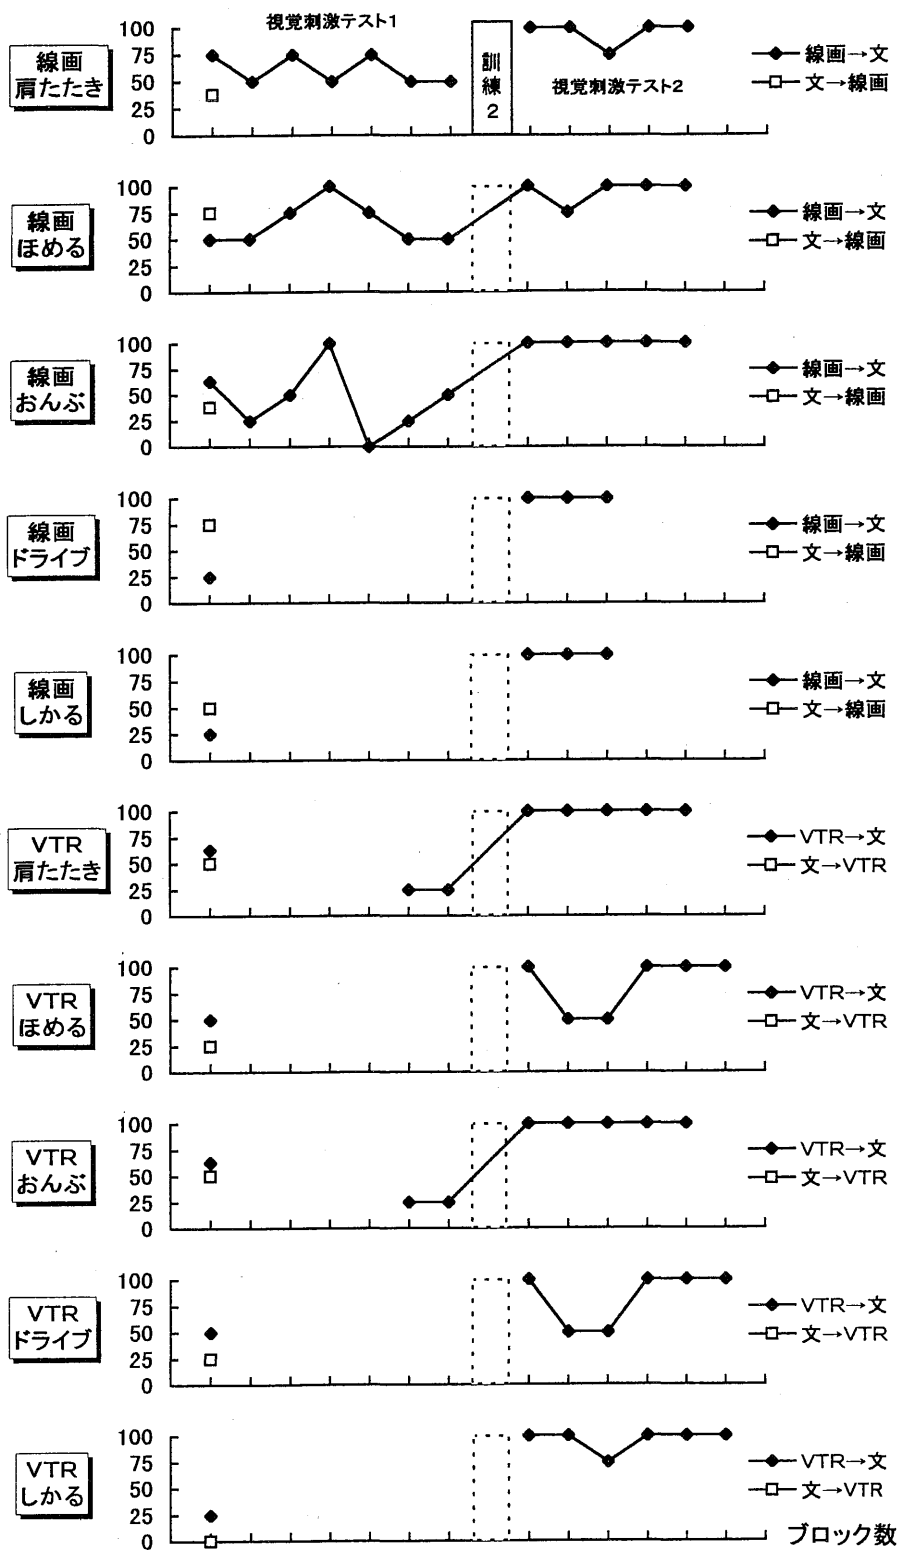 視覚刺激テスト1
100
75
50
25
0
線画
肩たたき
訓
練
2
視覚刺激テスト2
線画→文
文→線画
100
75
50
25
0
線画
ほめる
線画→文
文→線画
100
75
50
25
0
線画
おんぶ
線画→文
文→線画
100
75
50
25
0
線画
ドライブ
線画→文
文→線画
100
75
50
25
0
線画
しかる
線画→文
文→線画
100
75
50
25
0
VTR
肩たたき
VTR→文
文→VTR
100
75
50
25
0
VTR
ほめる
VTR→文
文→VTR
100
75
50
25
0
VTR
おんぶ
VTR→文
文→VTR
100
75
50
25
0
VTR
ドライブ
VTR→文
文→VTR
100
75
50
25
0
VTR
しかる
VTR→文
文→VTR
ブロック数